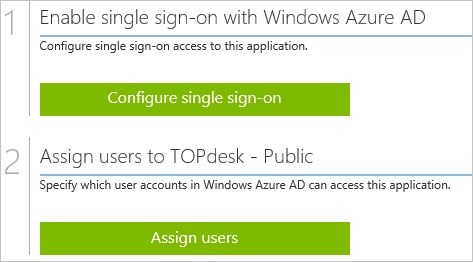 1
Enable single sign-on with Windows Azure AD
Configure single sign-on access to this application.
Configure single sign-on
2
Assign users to TOPdesk - Public
Specify which user accounts in Windows Azure AD can access this application.
Assign users